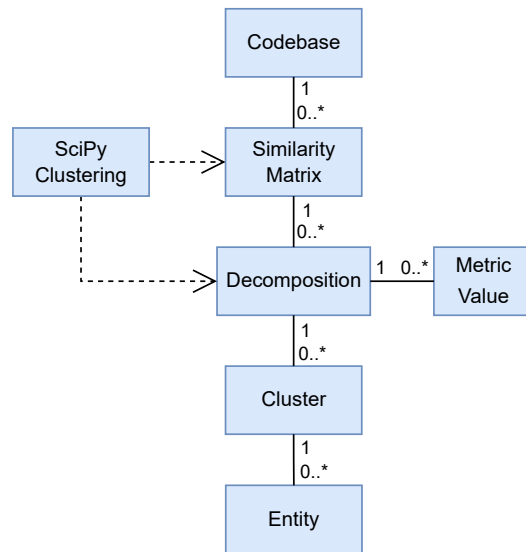 Codebase
1
0..*
SciPy
Clustering
Similarity
Matrix
1
0..*
Decomposition
1 0..*
Metric
Value
1
0..*
Cluster
1
0..*
Entity